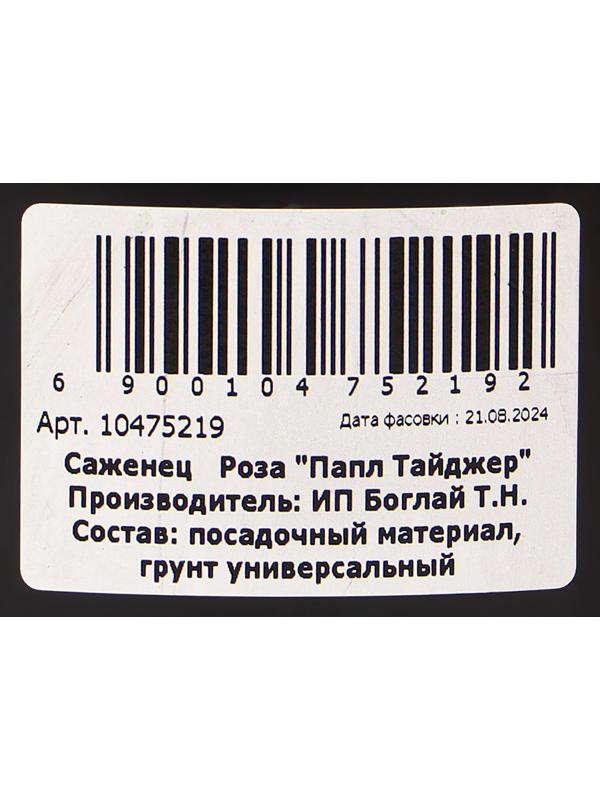 6 900104 752192
Арт. 10475219
Дата фасовки : 21.08.2024
Саженец Роза "Папл Тайджер"
Производитель: ИП Боглай Т.Н.
Состав: посадочный материал,
грунт универсальный